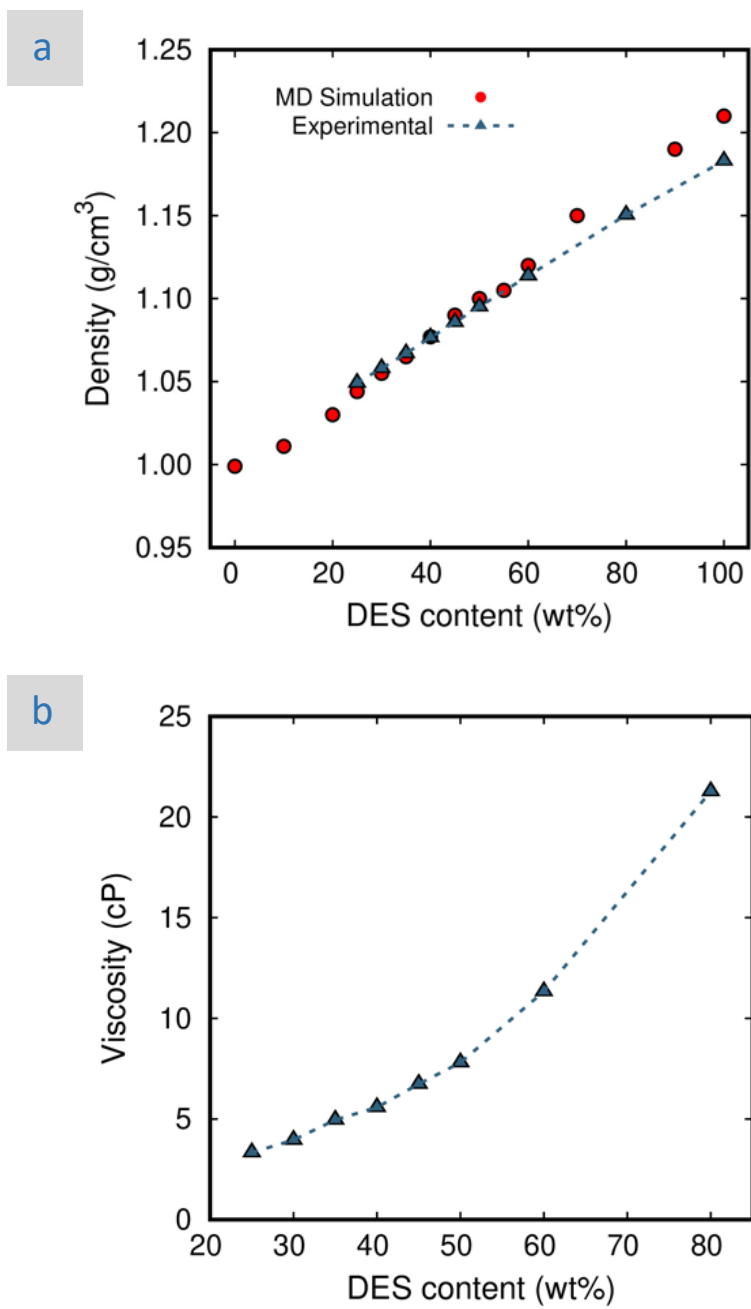 a
1.25
1.20
1.15
1.10
1.05
1.00
0.95
Density (g/cm³)
MD Simulation
Experimental
0 20 40 60 80 100
DES content (wt%)
b
25
20
15
10
5
0
Viscosity (cP)
20 30 40 50 60 70 80
DES content (wt%)